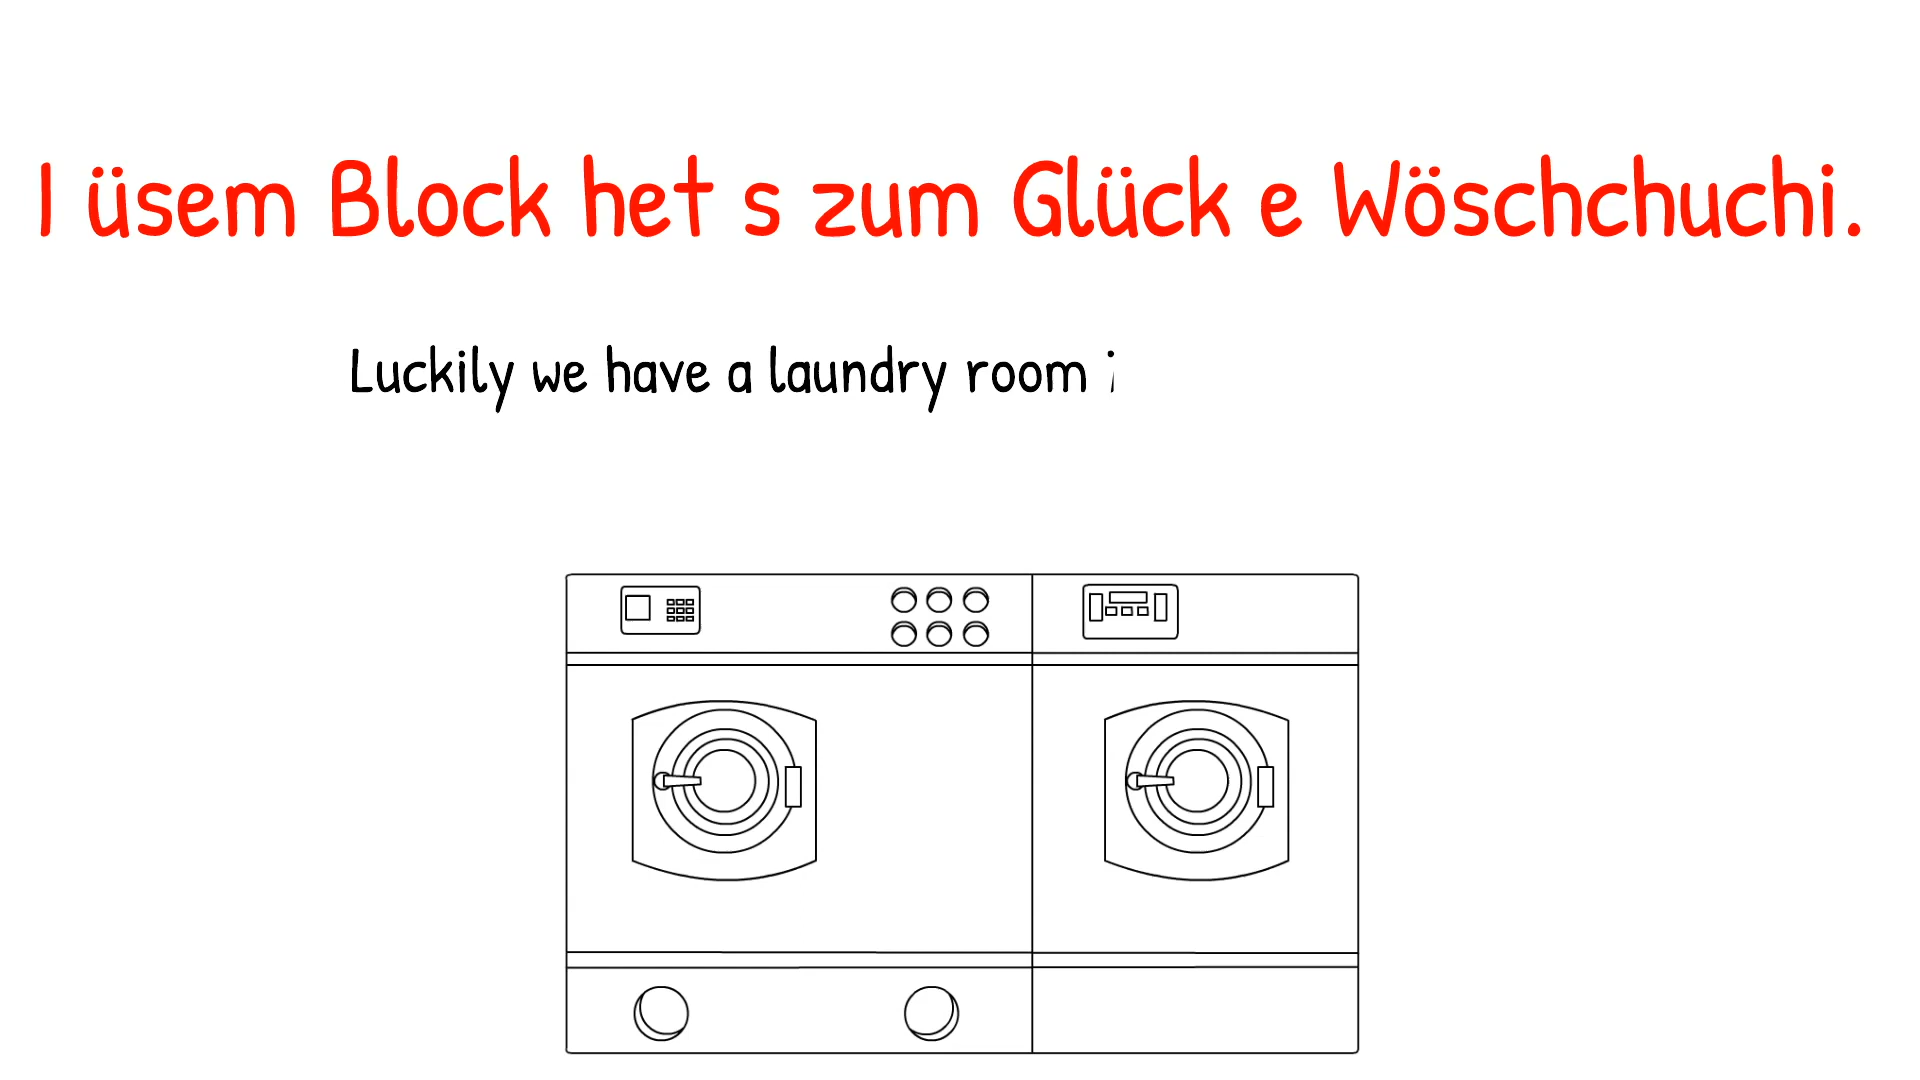 I üsem Block het s zum Glück e Wöschchuchi.
Luckily we have a laundry room